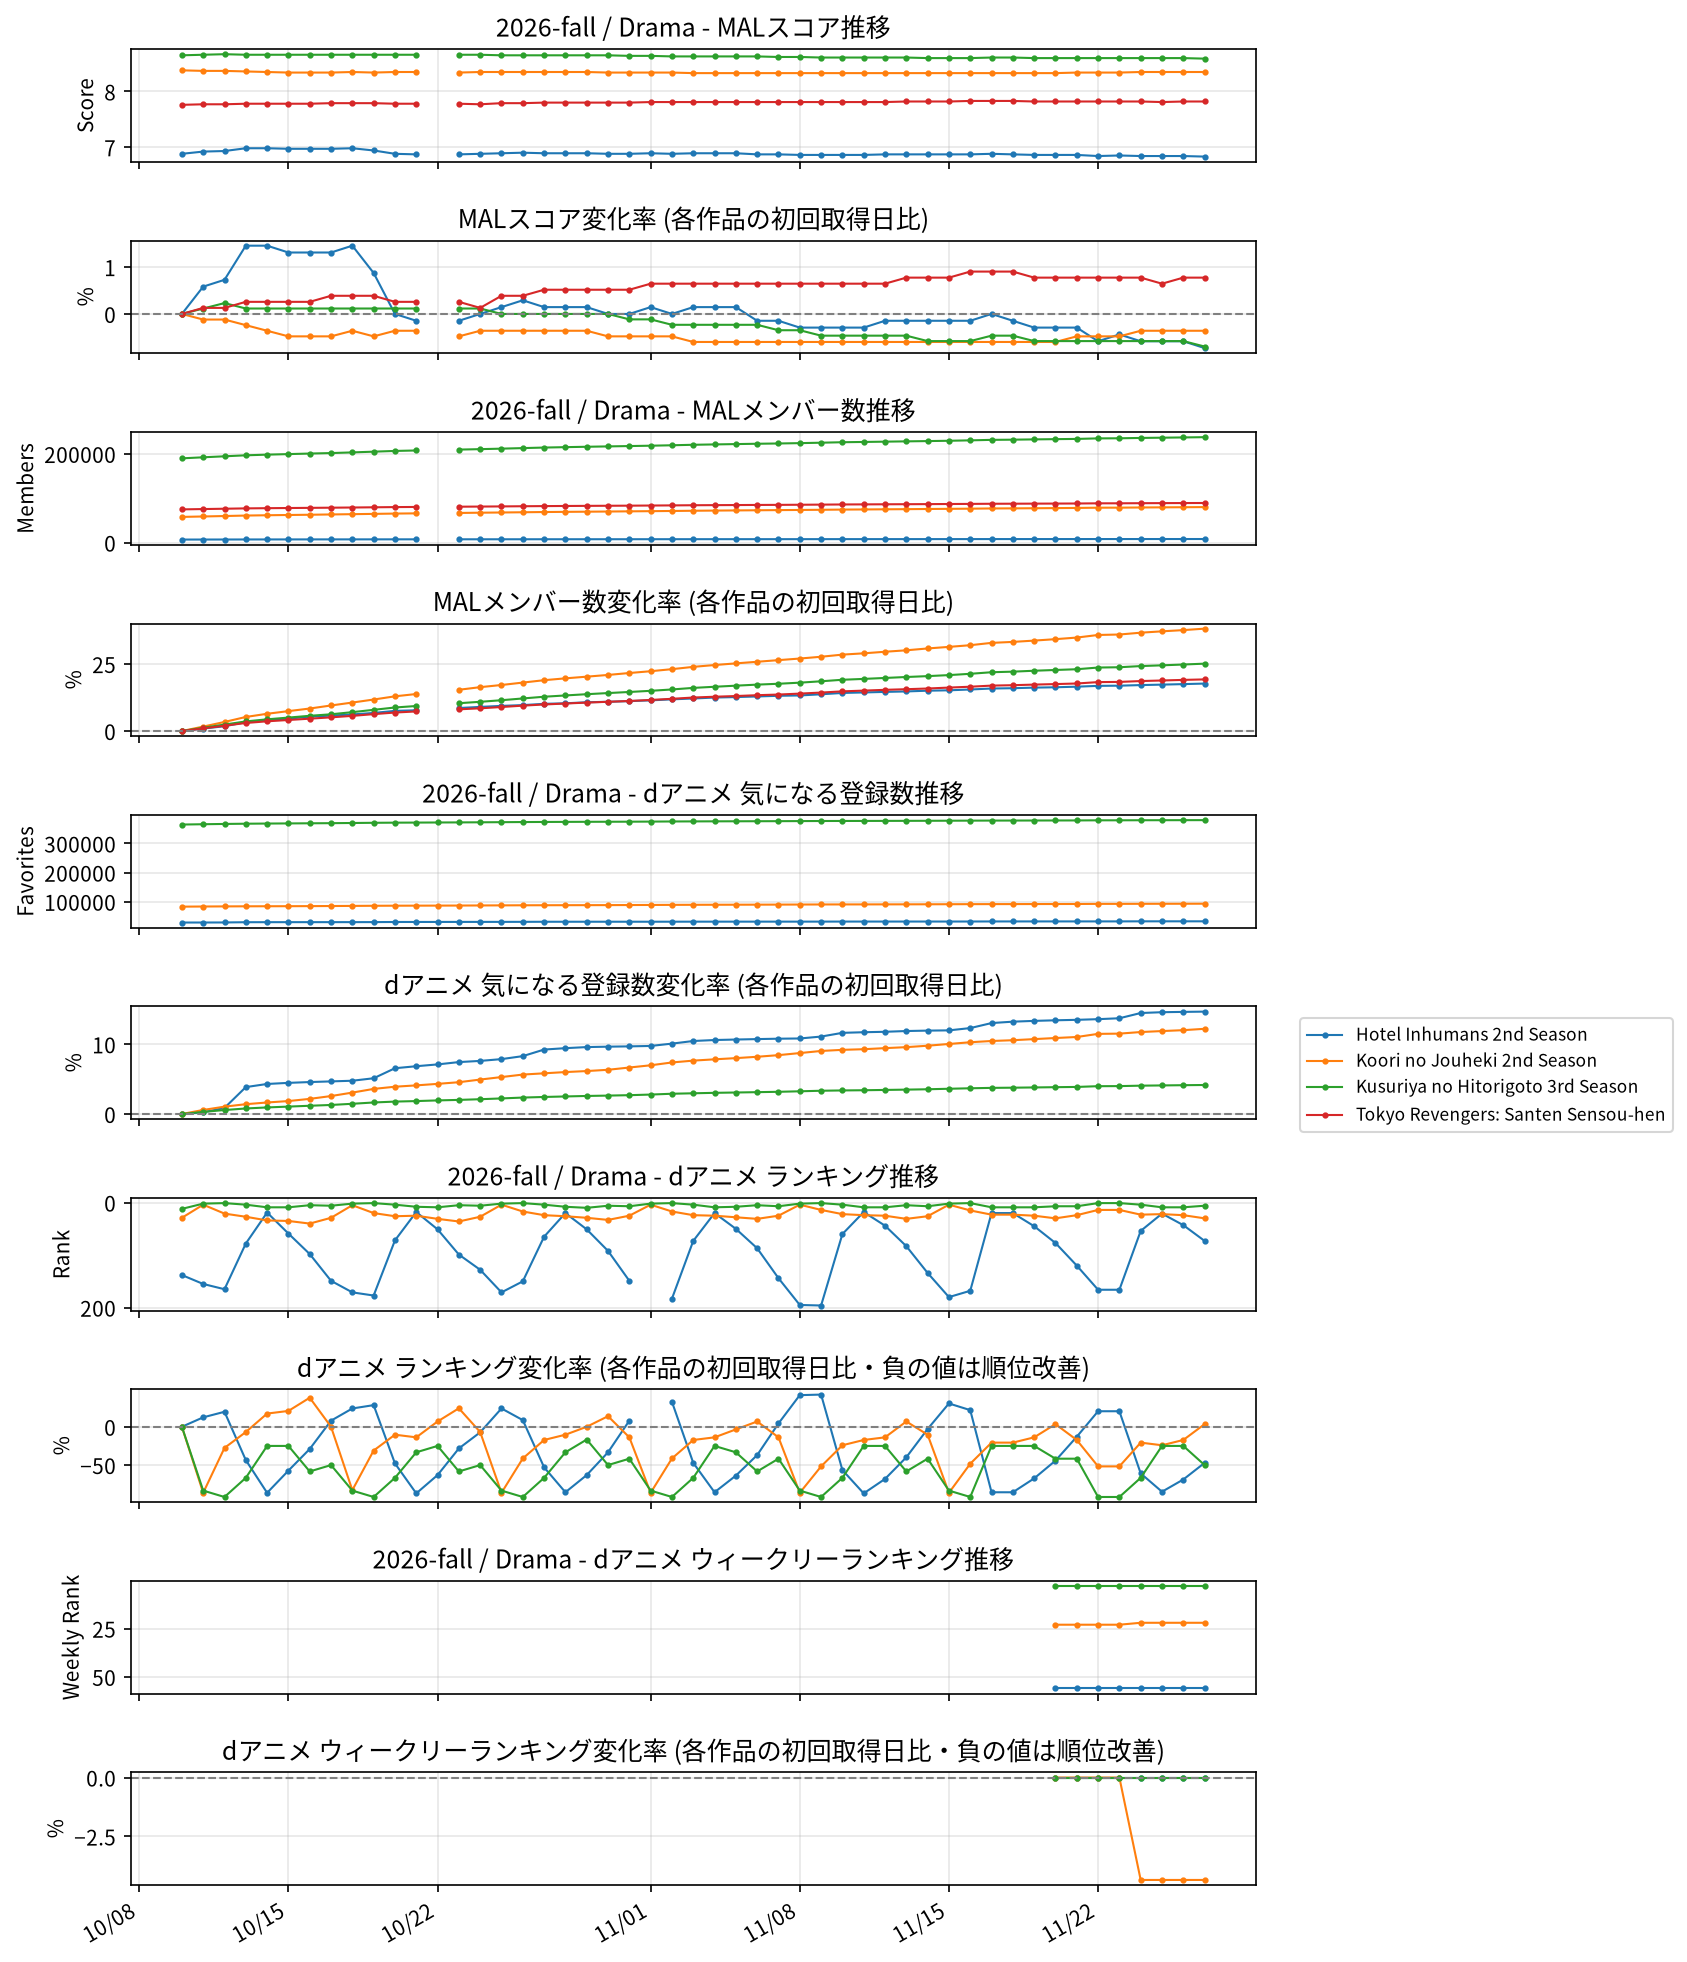 2026-fall / Drama - MALスコア推移
Score
8
7
MALスコア変化率 (各作品の初回取得日比)
%
1
0
2026-fall / Drama - MALメンバー数推移
Members
200000
0
MALメンバー数変化率 (各作品の初回取得日比)
%
25
0
2026-fall / Drama - dアニメ 気になる登録数推移
Favorites
300000
200000
100000
dアニメ 気になる登録数変化率 (各作品の初回取得日比)
%
10
0
Hotel Inhumans 2nd Season
Koori no Jouheki 2nd Season
Kusuriya no Hitorigoto 3rd Season
Tokyo Revengers: Santen Sensou-hen
2026-fall / Drama - dアニメ ランキング推移
Rank
0
200
dアニメ ランキング変化率 (各作品の初回取得日比・負の値は順位改善)
%
0
−50
2026-fall / Drama - dアニメ ウィークリーランキング推移
Weekly Rank
25
50
dアニメ ウィークリーランキング変化率 (各作品の初回取得日比・負の値は順位改善)
%
0.0
−2.5
10/08
10/15
10/22
11/01
11/08
11/15
11/22